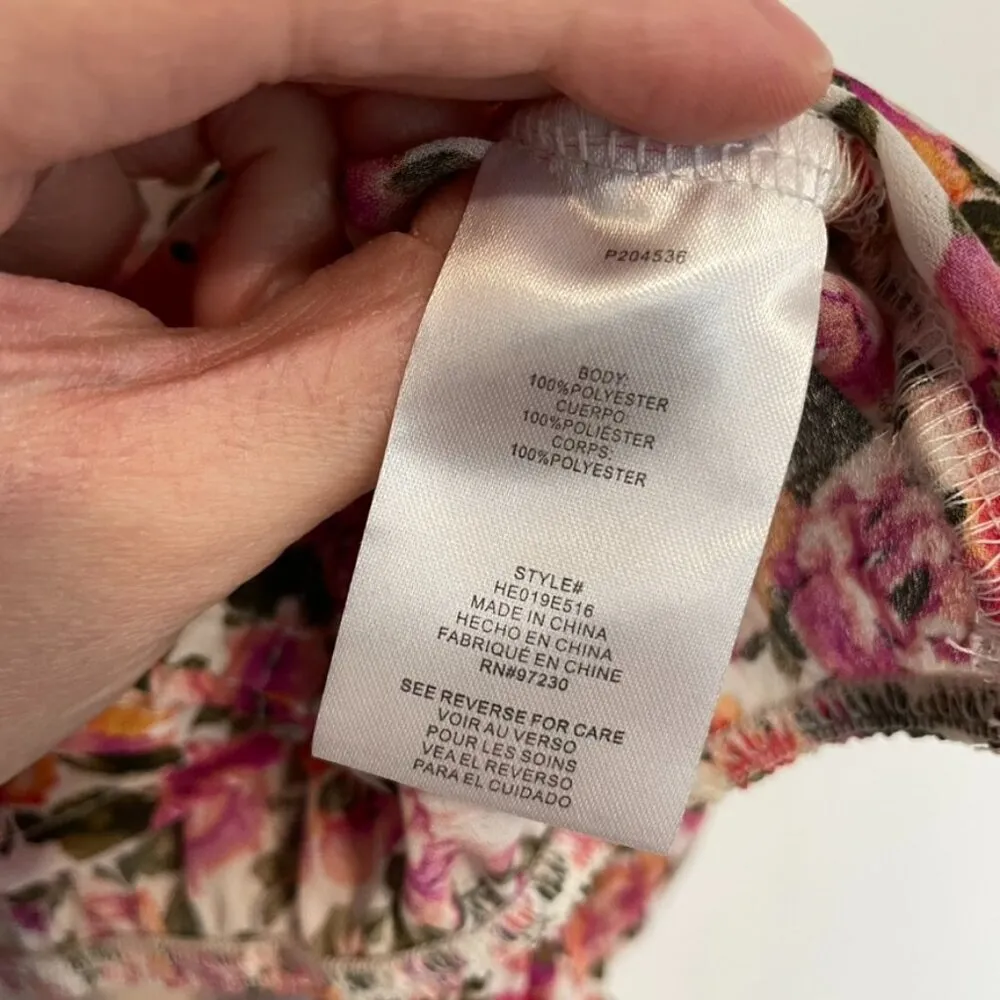 P204536
BODY:
100%POLYESTER
CUERPO:
100%POLIÉSTER
CORPS:
100%POLYESTER
STYLE#
HE019E516
MADE IN CHINA
HECHO EN CHINA
FABRIQUÉ EN CHINE
RN#97230
SEE REVERSE FOR CARE
VOIR AU VERSO
POUR LES SOINS
VEA EL REVERSO
PARA EL CUIDADO